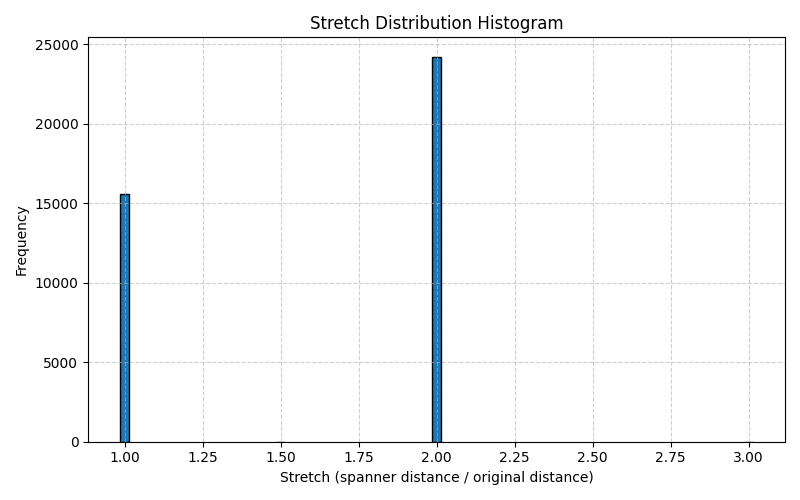 Stretch Distribution Histogram
Frequency
25000
20000
15000
10000
5000
0
1.00 1.25 1.50 1.75 2.00 2.25 2.50 2.75 3.00
Stretch (spanner distance / original distance)